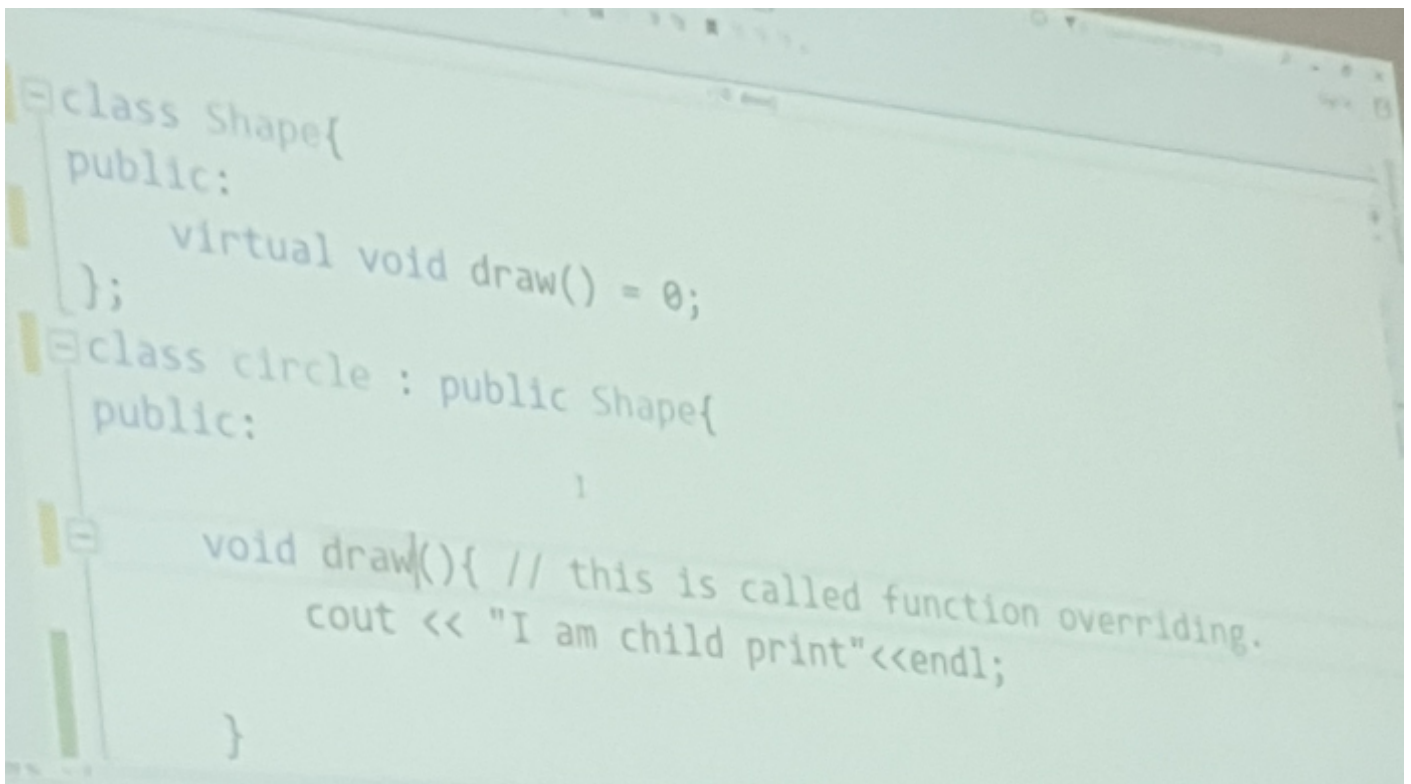 class Shape{
public:
virtual void draw() = 0;
};
class circle : public Shape{
public:
void draw(){ // this is called function overriding.
cout << "I am child print"<<endl;
}